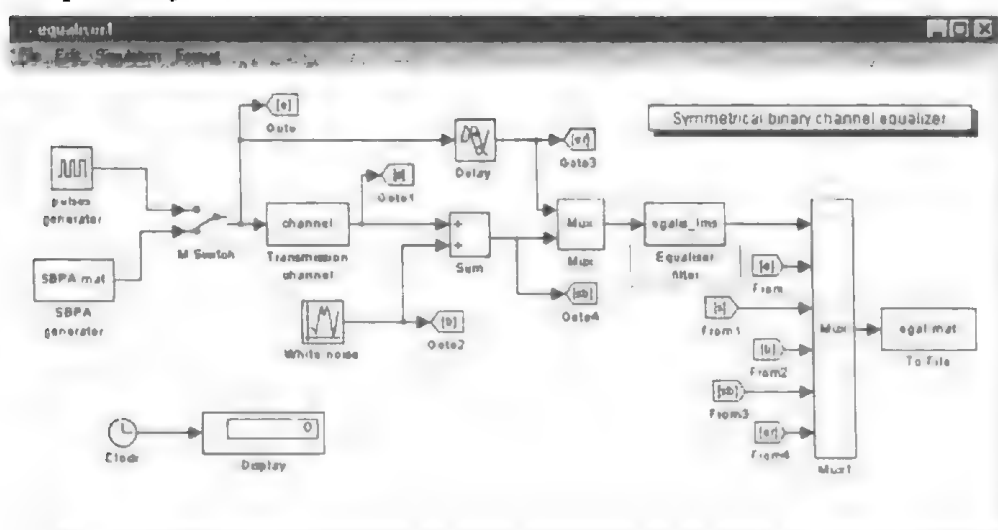 equaliser1
File Edit Simulation Format
[e]
Goto
Symmetrical binary channel equalizer
Delay
[er]
Goto3
pulses
generator
[s]
Goto1
M Switch
channel
Transmission
channel
+
+
Sum
Mux
Mux
egalis_lms
Equaliser
filter
SBPA mat
SBPA
generator
[e]
From
[sb]
Goto4
White noise
[b]
Goto2
[s]
From1
Mux
egal mat
To File
[b]
From2
[sb]
From3
[er]
From4
Mux1
Clock
0
Display